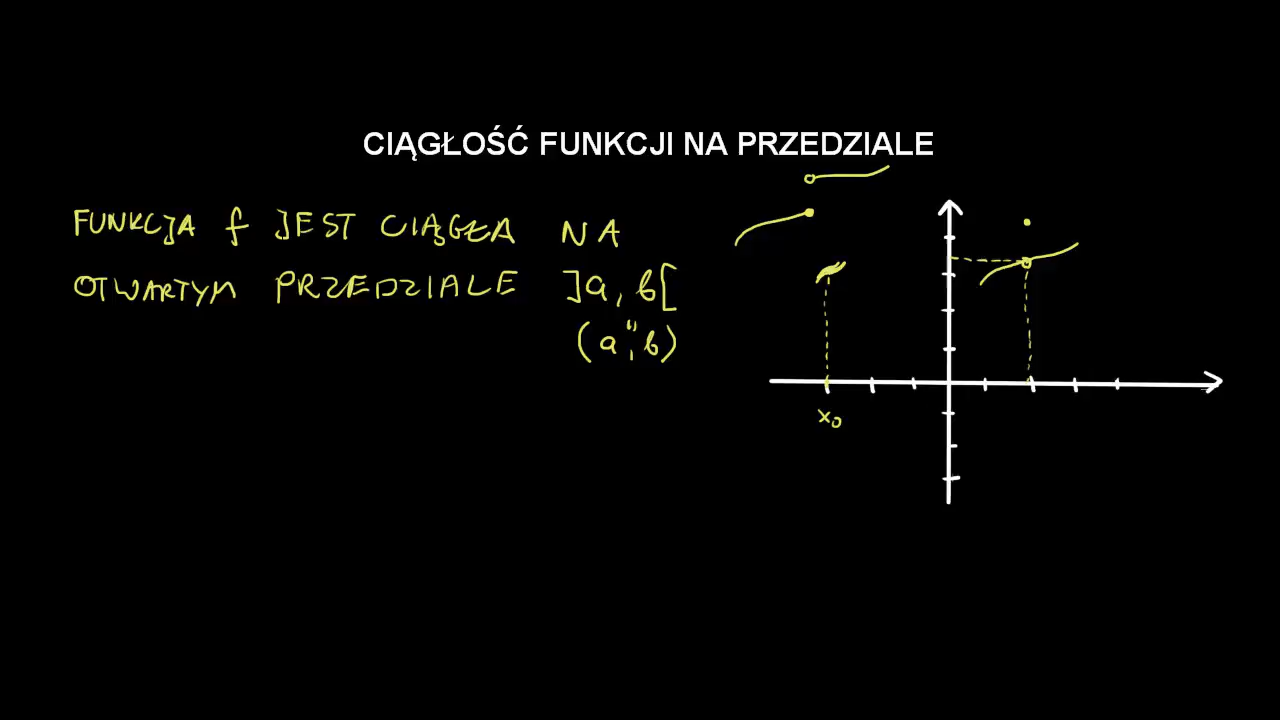 CIĄGŁOŚĆ FUNKCJI NA PRZEDZIALE
FUNKCJA f JEST CIĄGŁA NA
OTWARTYM PRZEDZIALE ]a, b[
(a, b)
x₀